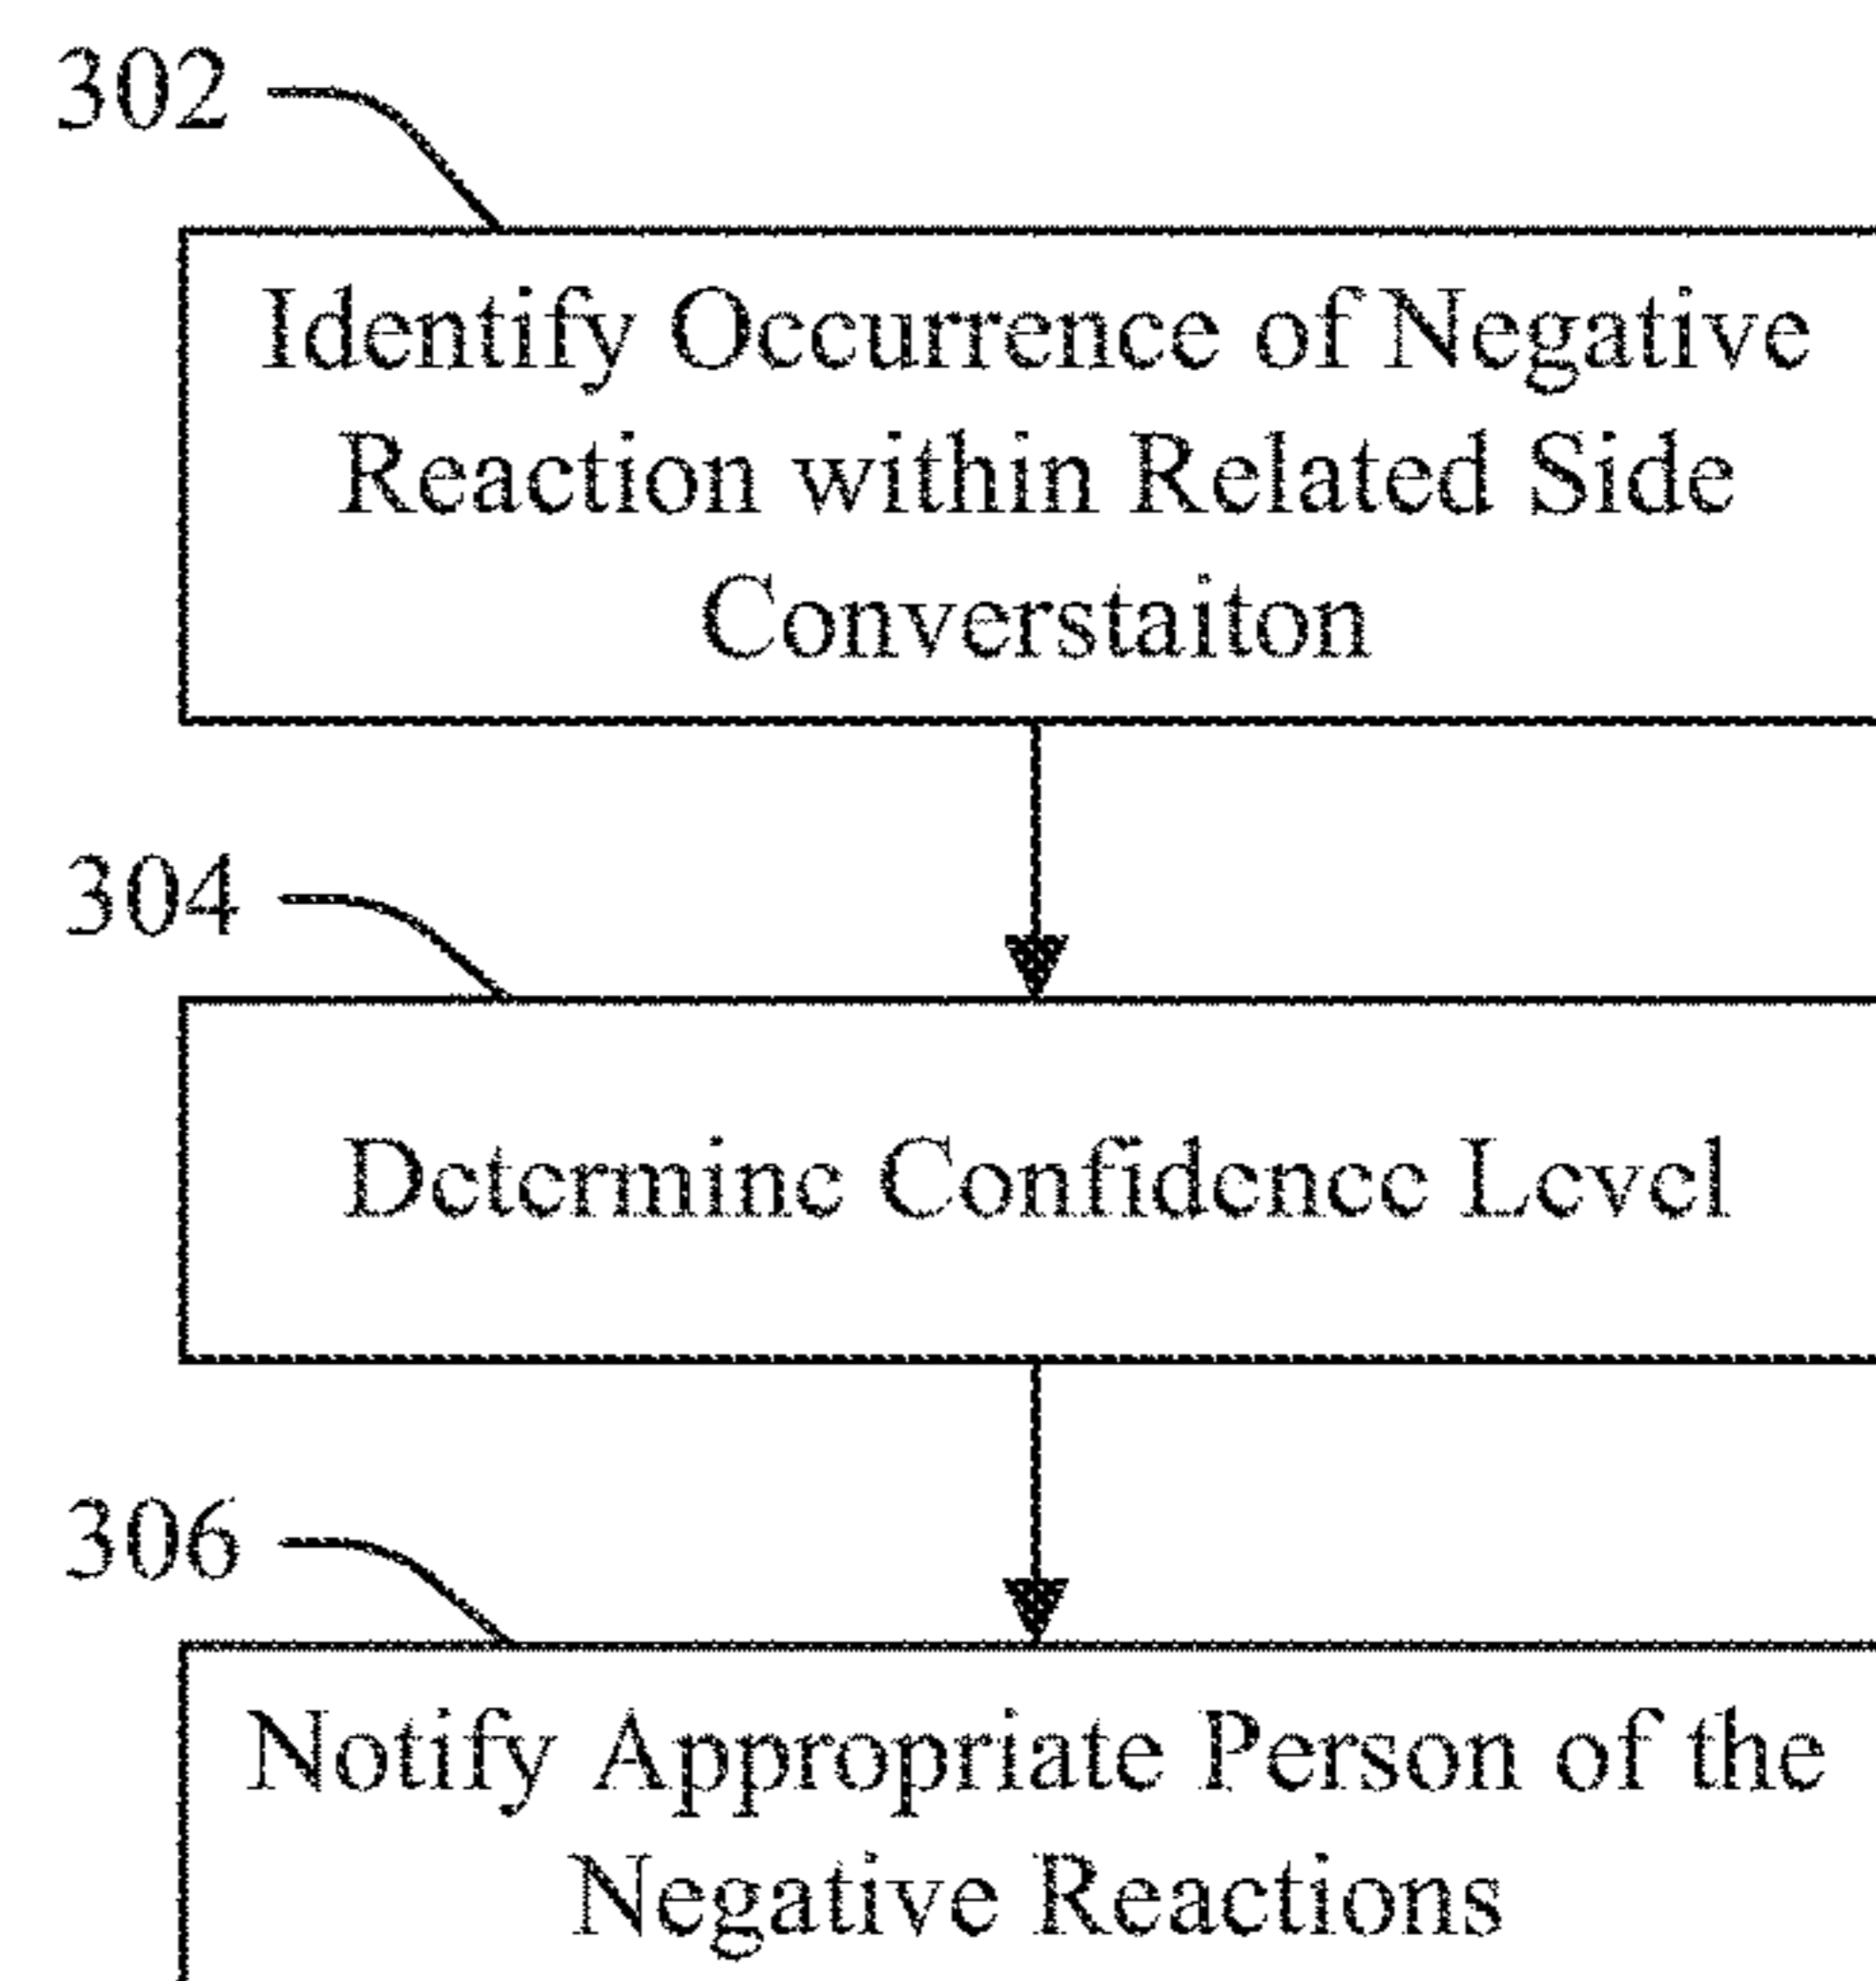 302
Identify Occurrence of Negative
Reaction within Related Side
Converstaiton
304
Determine Confidence Level
306
Notify Appropriate Person of the
Negative Reactions